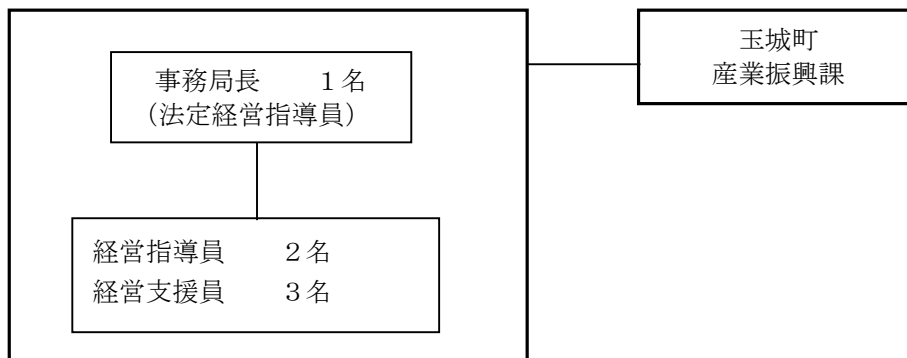 事務局長　　１名
（法定経営指導員）
経営指導員　　２名
経営支援員　　３名
玉城町
産業振興課